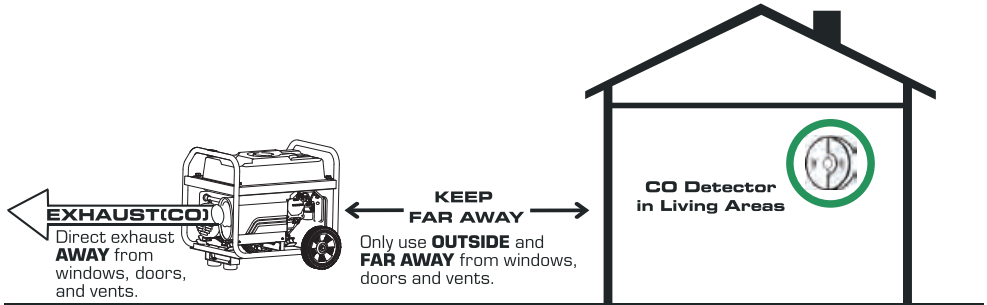 EXHAUST(CO)
Direct exhaust
AWAY from
windows, doors,
and vents.
KEEP
FAR AWAY
Only use OUTSIDE and
FAR AWAY from windows,
doors and vents.
CO Detector
in Living Areas